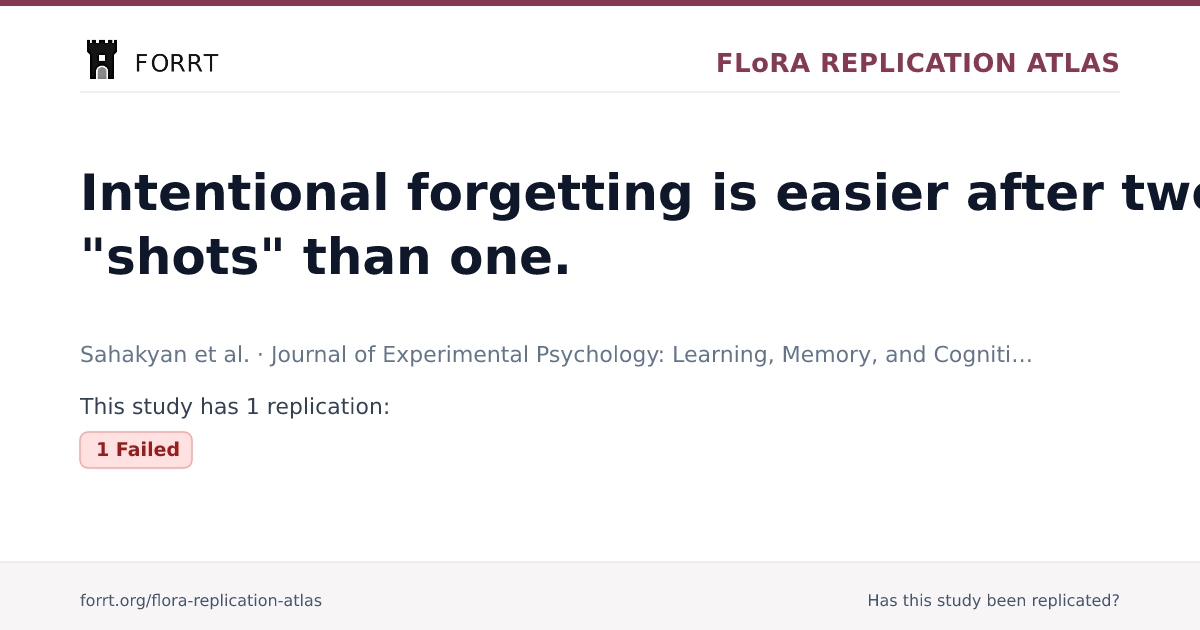 FORRT
FLoRA REPLICATION ATLAS
Intentional forgetting is easier after
"shots" than one.
Sahakyan et al. · Journal of Experimental Psychology: Learning, Memory, and Cogniti…
This study has 1 replication:
1 Failed
forrt.org/flora-replication-atlas
Has this study been replicated?